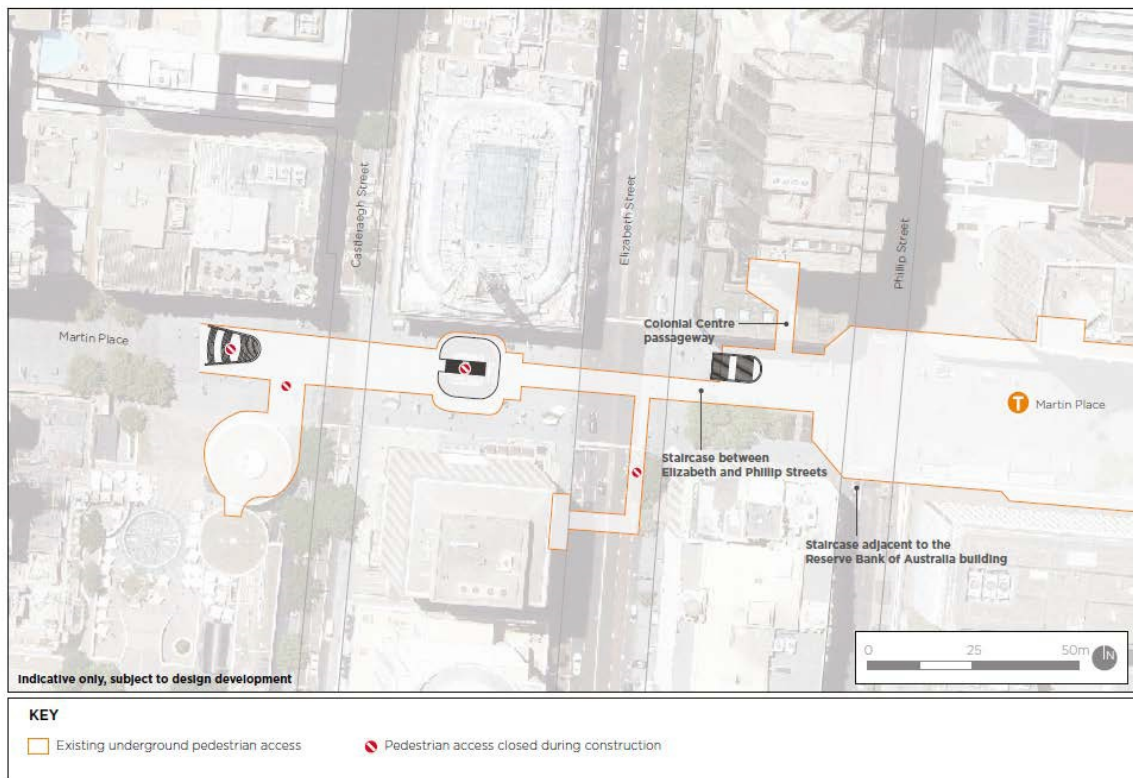 Castlereagh Street
Elizabeth Street
Phillip Street
Martin Place
Colonial Centre
passageway
T Martin Place
Staircase between
Elizabeth and Phillip Streets
Staircase adjacent to the
Reserve Bank of Australia building
0 25 50m
N
Indicative only, subject to design development
KEY
Existing underground pedestrian access
Pedestrian access closed during construction